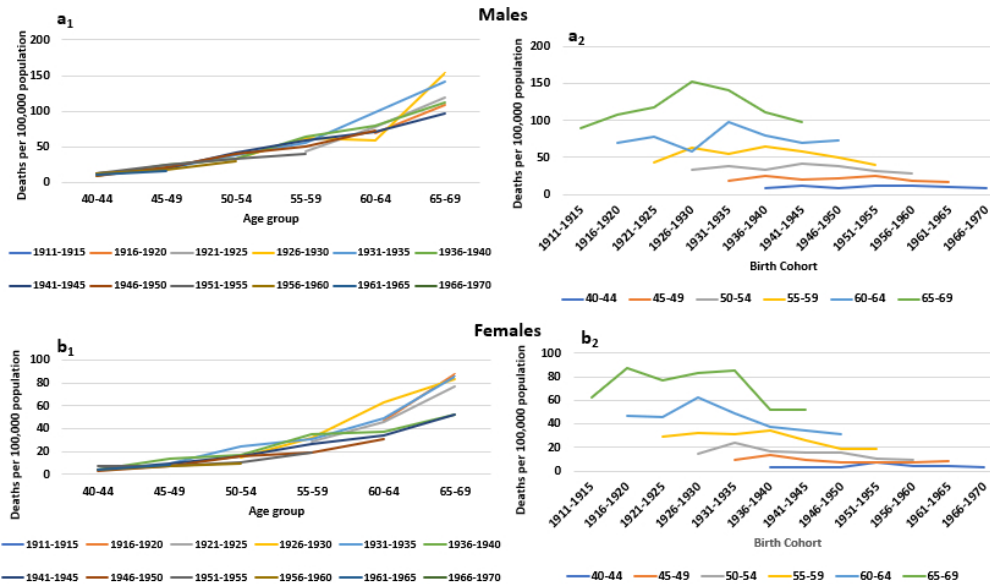 Males
a1
Deaths per 100,000 population
200
150
100
50
0
40-44 45-49 50-54 55-59 60-64 65-69
Age group
1911-1915 1916-1920 1921-1925 1926-1930 1931-1935 1936-1940
1941-1945 1946-1950 1951-1955 1956-1960 1961-1965 1966-1970
a2
Deaths per 100,000 population
200
150
100
50
0
1911-1915 1916-1920 1921-1925 1926-1930 1931-1935 1936-1940 1941-1945 1946-1950 1951-1955 1956-1960 1961-1965 1966-1970
Birth Cohort
40-44 45-49 50-54 55-59 60-64 65-69
Females
b1
Deaths per 100,000 population
100
80
60
40
20
0
40-44 45-49 50-54 55-59 60-64 65-69
Age group
1911-1915 1916-1920 1921-1925 1926-1930 1931-1935 1936-1940
1941-1945 1946-1950 1951-1955 1956-1960 1961-1965 1966-1970
b2
Deaths per 100,000 population
100
80
60
40
20
0
1911-1915 1916-1920 1921-1925 1926-1930 1931-1935 1936-1940 1941-1945 1946-1950 1951-1955 1956-1960 1961-1965 1966-1970
Birth Cohort
40-44 45-49 50-54 55-59 60-64 65-69